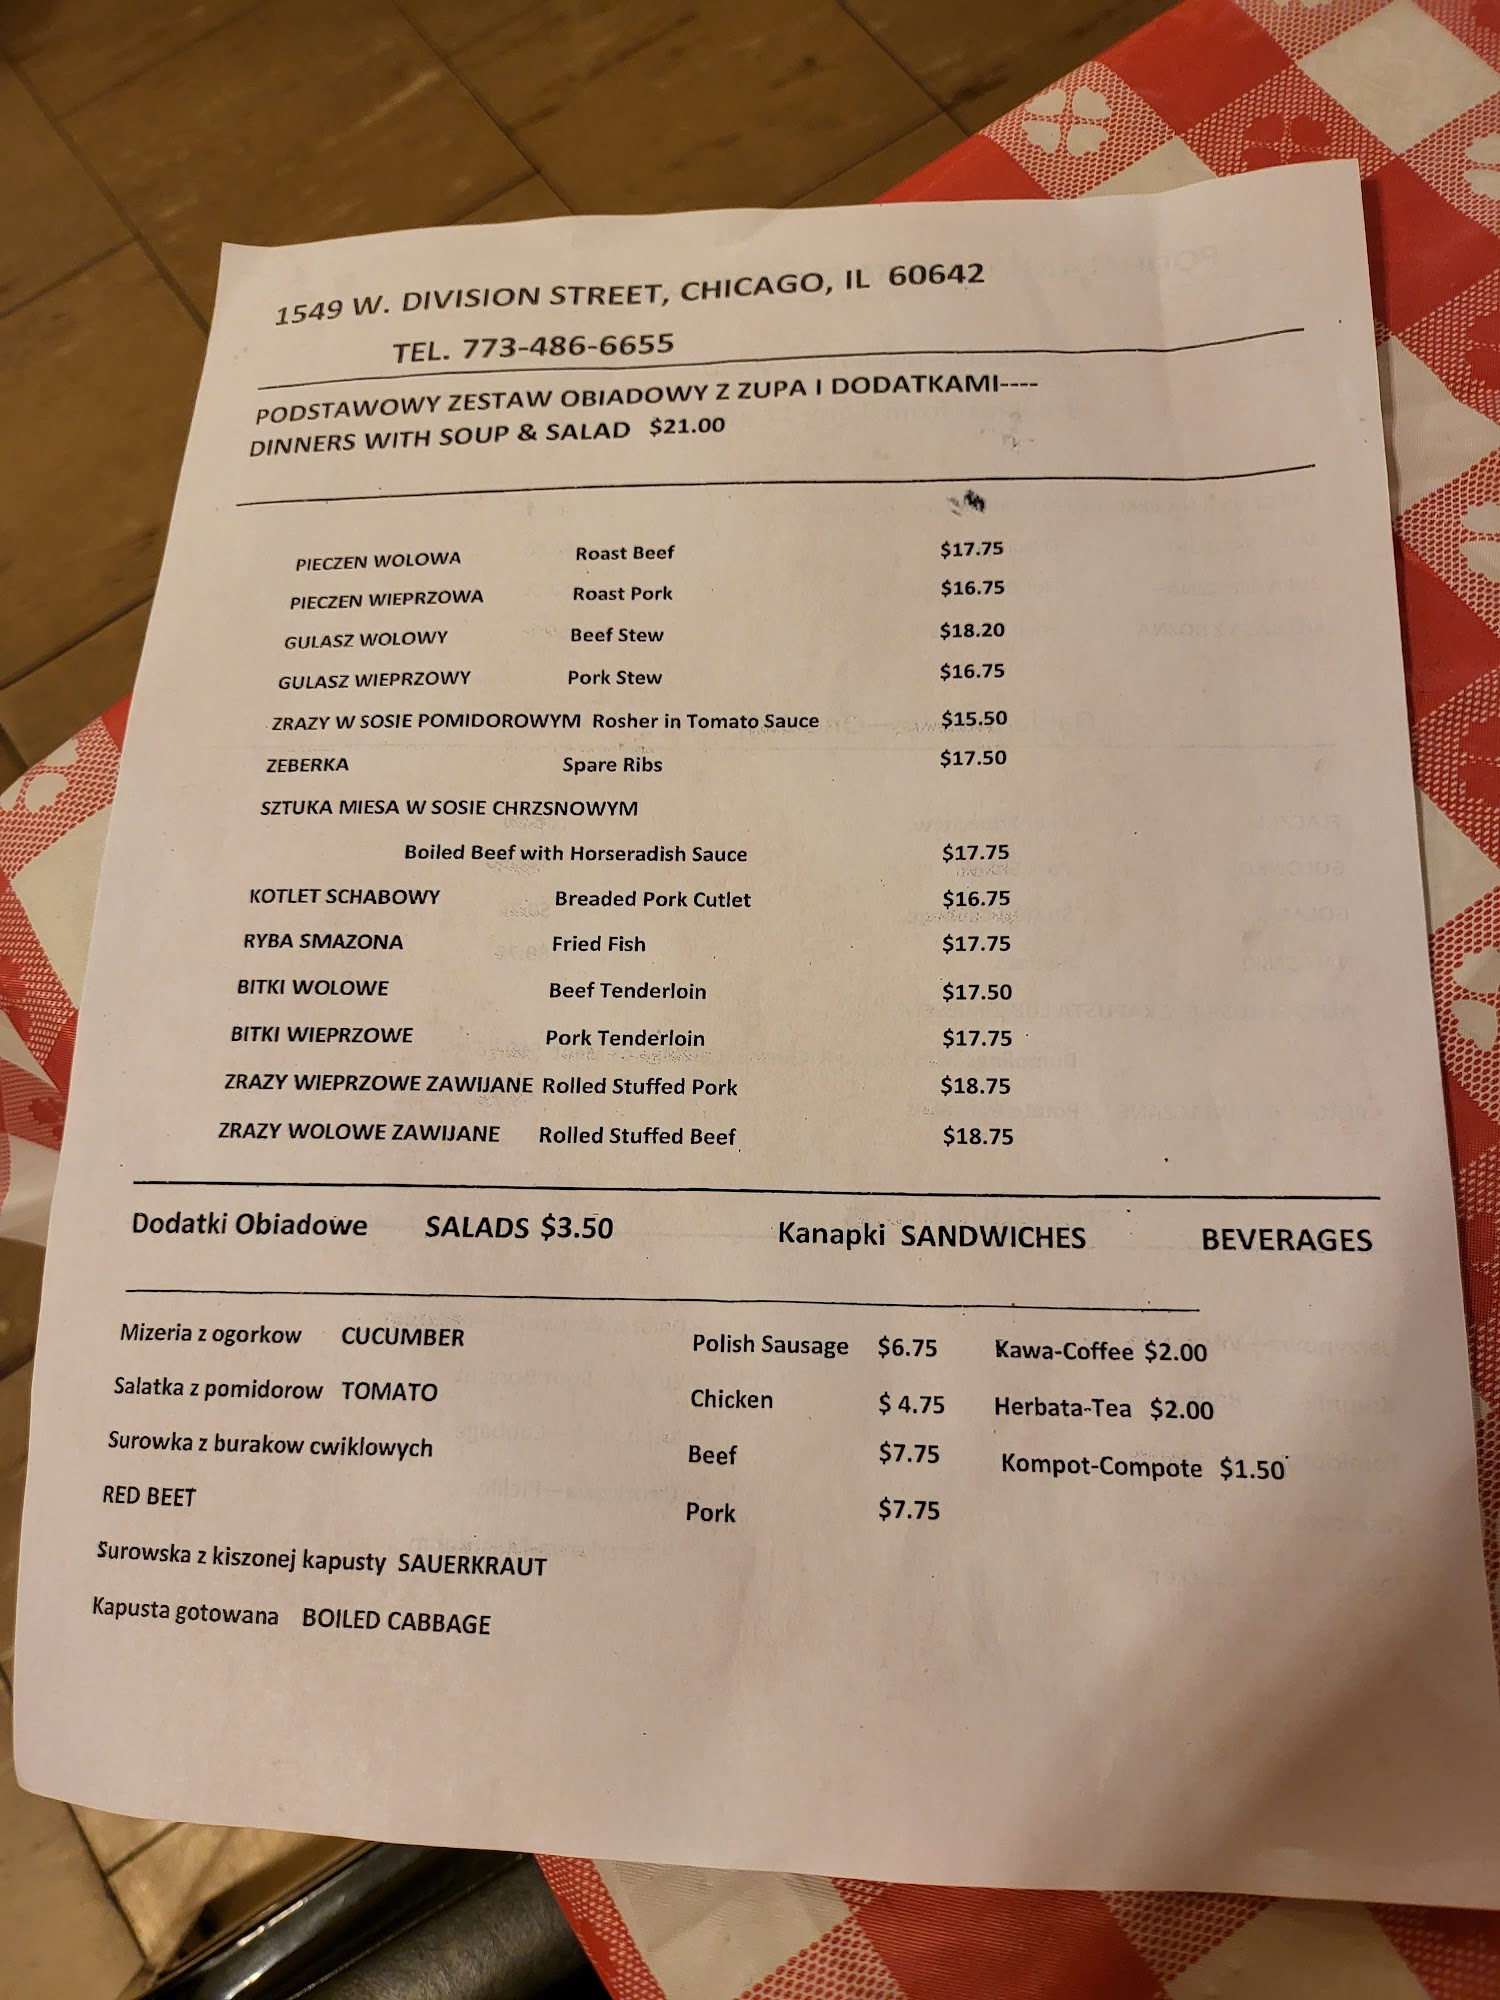 1549 W. DIVISION STREET, CHICAGO, IL 60642
TEL. 773-486-6655
PODSTAWOWY ZESTAW OBIADOWY Z ZUPA I DODATKAMI----
DINNERS WITH SOUP & SALAD $21.00
PIECZEN WOLOWA Roast Beef $17.75
PIECZEN WIEPRZOWA Roast Pork $16.75
GULASZ WOLOWY Beef Stew $18.20
GULASZ WIEPRZOWY Pork Stew $16.75
ZRAZY W SOSIE POMIDOROWYM Rosher in Tomato Sauce $15.50
ZEBERKA Spare Ribs $17.50
SZTUKA MIESA W SOSIE CHRZSNOWYM
Boiled Beef with Horseradish Sauce $17.75
KOTLET SCHABOWY Breaded Pork Cutlet $16.75
RYBA SMAZONA Fried Fish $17.75
BITKI WOLOWE Beef Tenderloin $17.50
BITKI WIEPRZOWE Pork Tenderloin $17.75
ZRAZY WIEPRZOWE ZAWIJANE Rolled Stuffed Pork $18.75
ZRAZY WOLOWE ZAWIJANE Rolled Stuffed Beef $18.75
Dodatki Obiadowe SALADS $3.50 Kanapki SANDWICHES BEVERAGES
Mizeria z ogorkow CUCUMBER Polish Sausage $6.75 Kawa-Coffee $2.00
Salatka z pomidorow TOMATO Chicken $ 4.75 Herbata-Tea $2.00
Surowka z burakow cwiklowych Beef $7.75 Kompot-Compote $1.50
RED BEET Pork $7.75
Surowska z kiszonej kapusty SAUERKRAUT
Kapusta gotowana BOILED CABBAGE